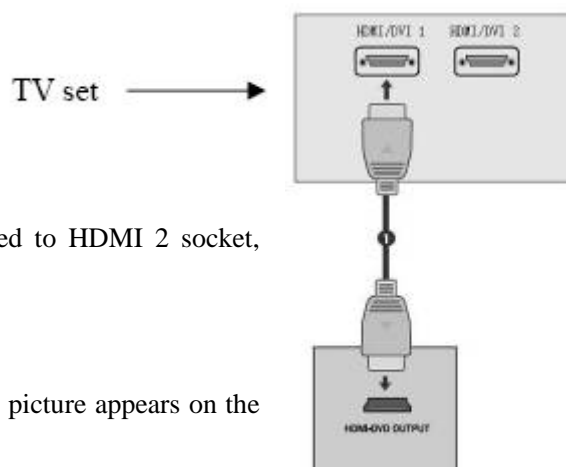 HDMI/DVI 1 HDMI/DVI 2
TV set
ed to HDMI 2 socket,
1
picture appears on the
HDMI-DVD OUTPUT